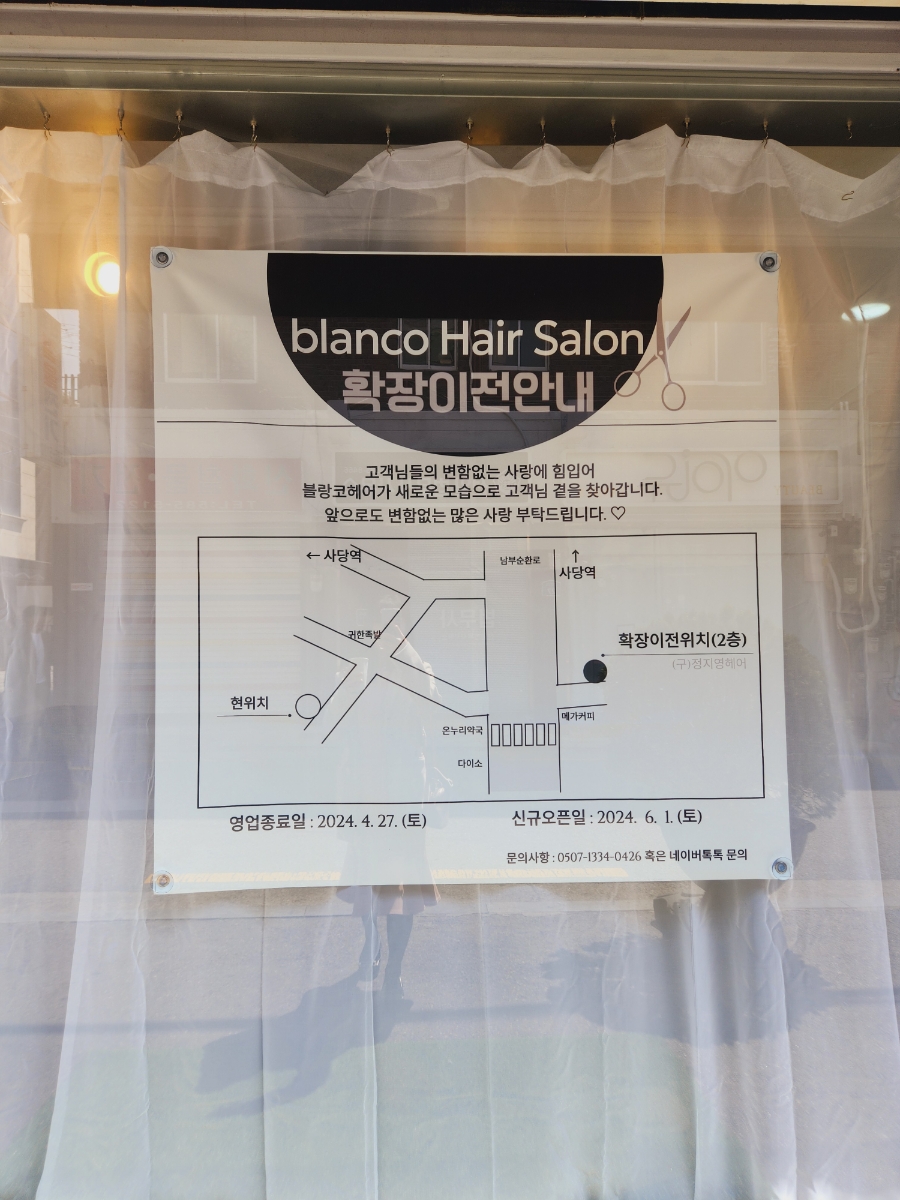 blanco Hair Salon
확장이전안내
고객님들의 변함없는 사랑에 힘입어
블랑코헤어가 새로운 모습으로 고객님 곁을 찾아갑니다.
앞으로도 변함없는 많은 사랑 부탁드립니다. ♡
← 사당역
남부순환로
↑
사당역
귀한족발
확장이전위치(2층)
(구)정지영헤어
현위치
메가커피
온누리약국
다이소
영업종료일 : 2024. 4. 27. (토)
신규오픈일 : 2024. 6. 1. (토)
문의사항 : 0507-1334-0426 혹은 네이버톡톡 문의